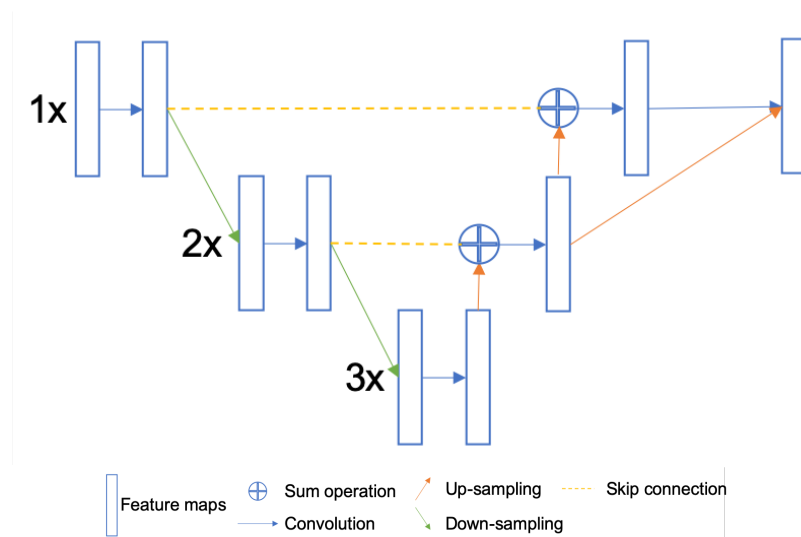 1x
2x
3x
Feature maps
Sum operation
Convolution
Up-sampling
Down-sampling
Skip connection